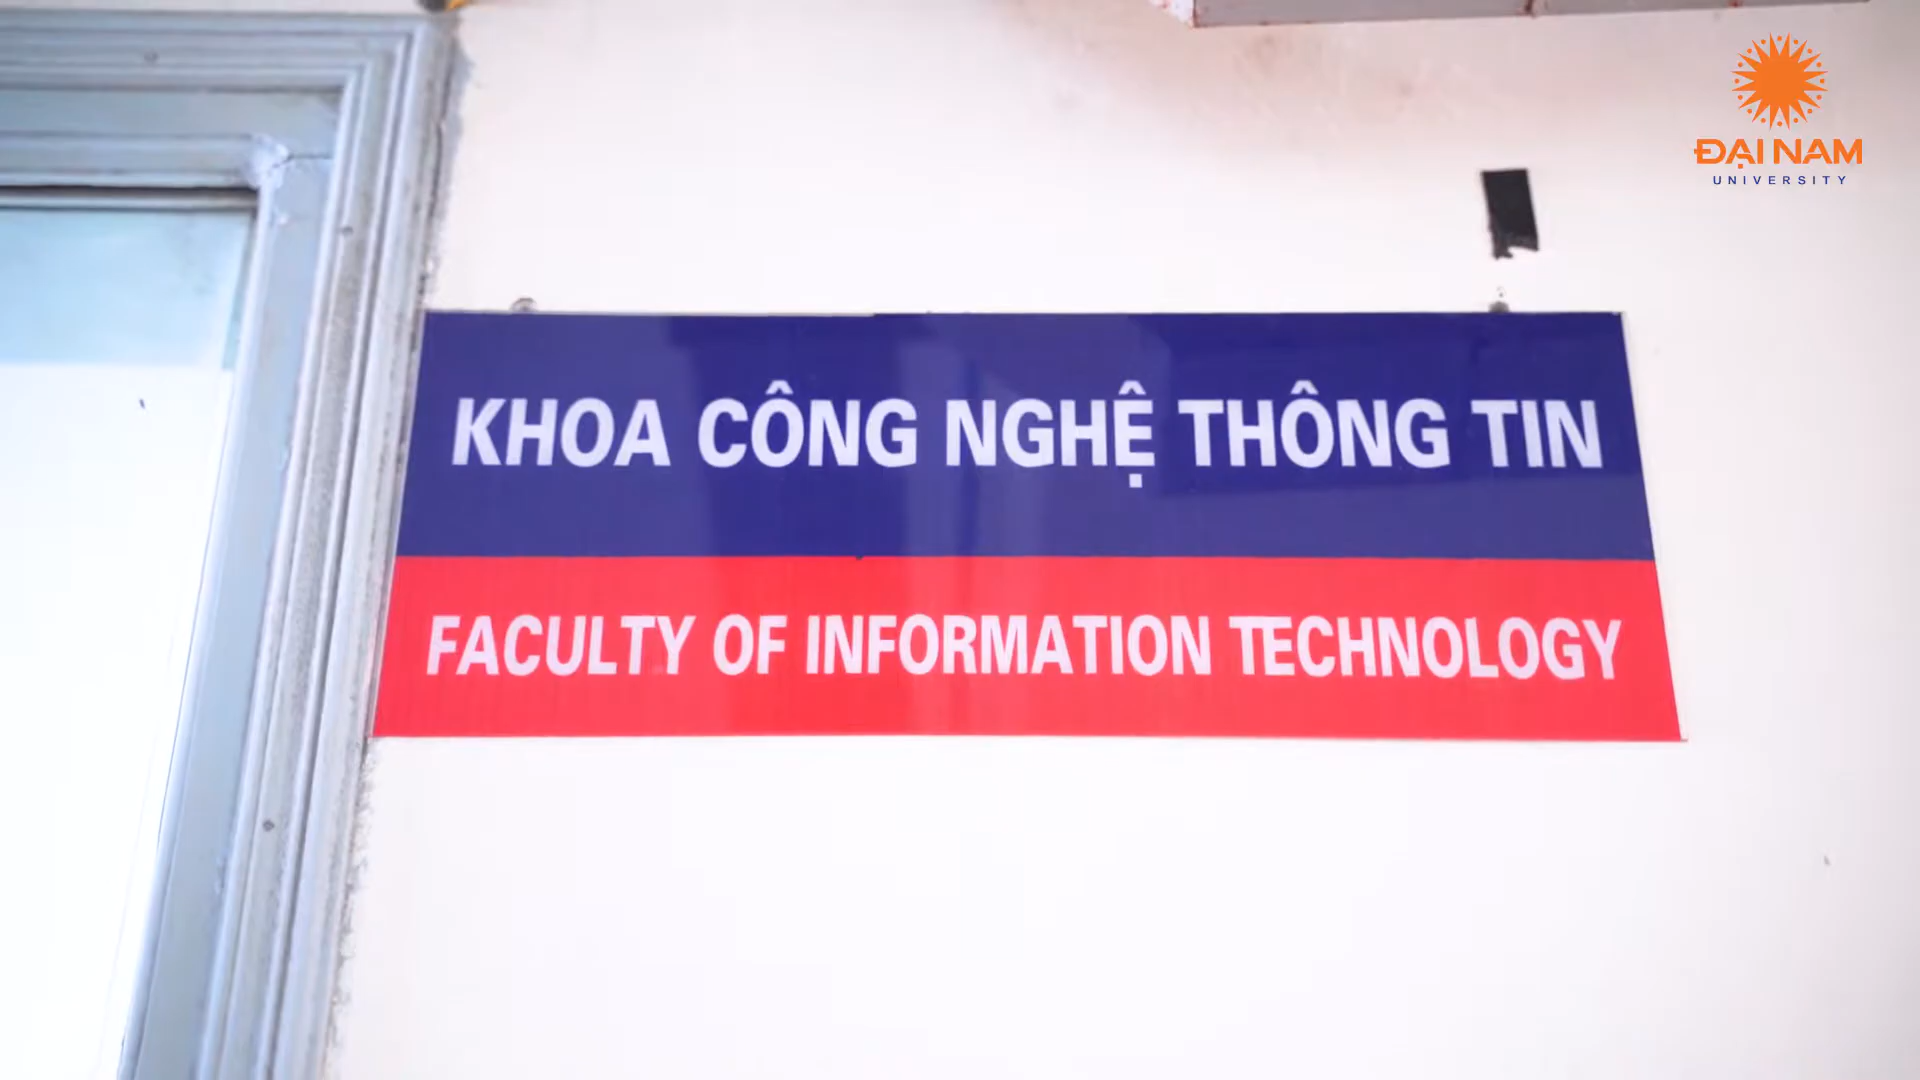 ĐẠI NAM
UNIVERSITY
KHOA CÔNG NGHỆ THÔNG TIN
FACULTY OF INFORMATION TECHNOLOGY